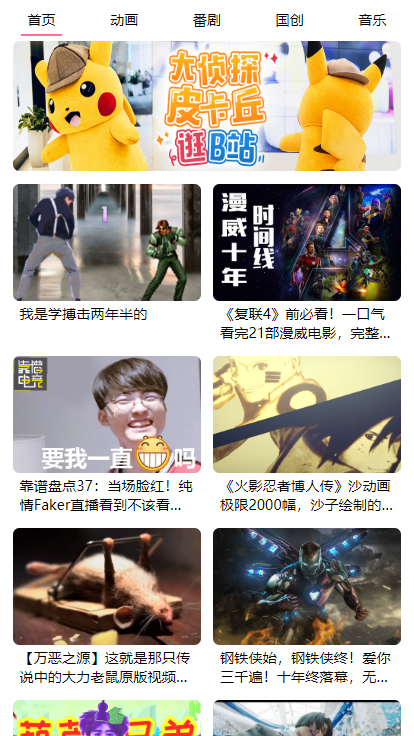 首页 动画 番剧 国创 音乐
大侦探
皮卡丘
逛B站
1
漫威十年
时间线
我是学搏击两年半的
《复联4》前必看！一口气
看完21部漫威电影，完整...
靠谱
电竞
要我一直 吗
靠谱盘点37：当场脸红！纯
情Faker直播看到不该看...
《火影忍者博人传》沙动画
极限2000幅，沙子绘制的...
【万恶之源】这就是那只传
说中的大力老鼠原版视频...
钢铁侠始，钢铁侠终！爱你
三千遍！十年终落幕，无...